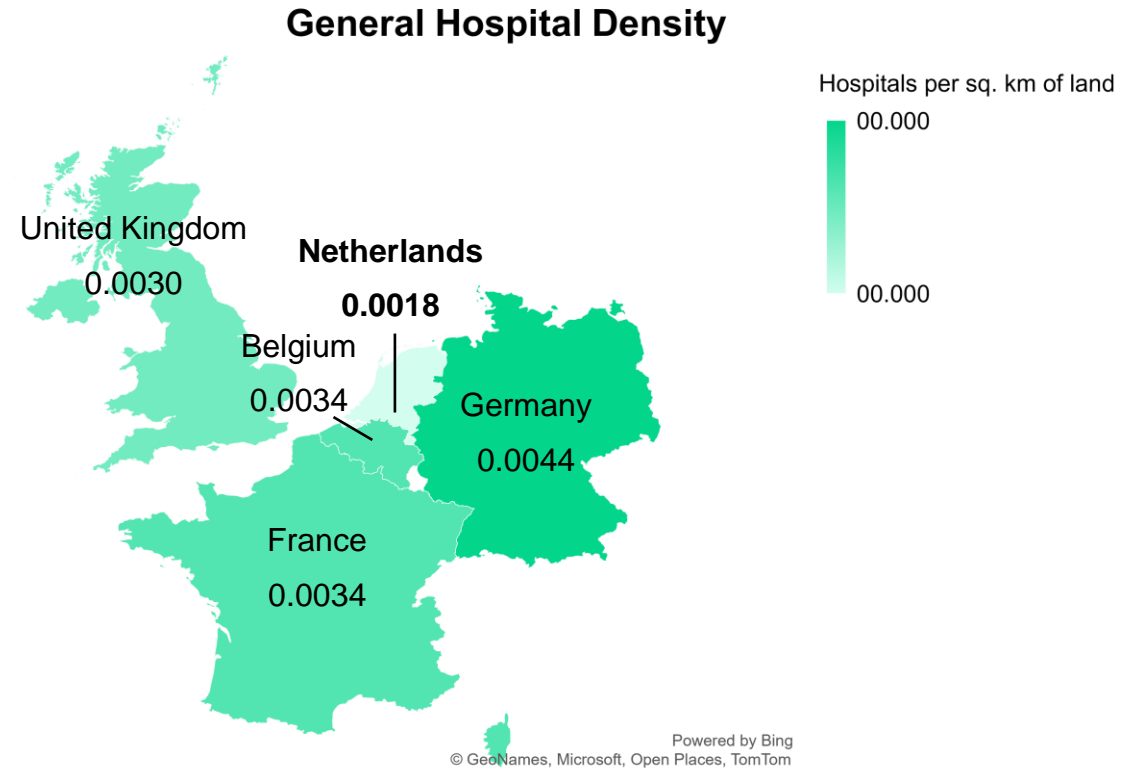 General Hospital Density
Hospitals per sq. km of land
00.000
00.000
United Kingdom
0.0030
Netherlands
0.0018
Belgium
0.0034
Germany
0.0044
France
0.0034
Powered by Bing
© GeoNames, Microsoft, Open Places, TomTom